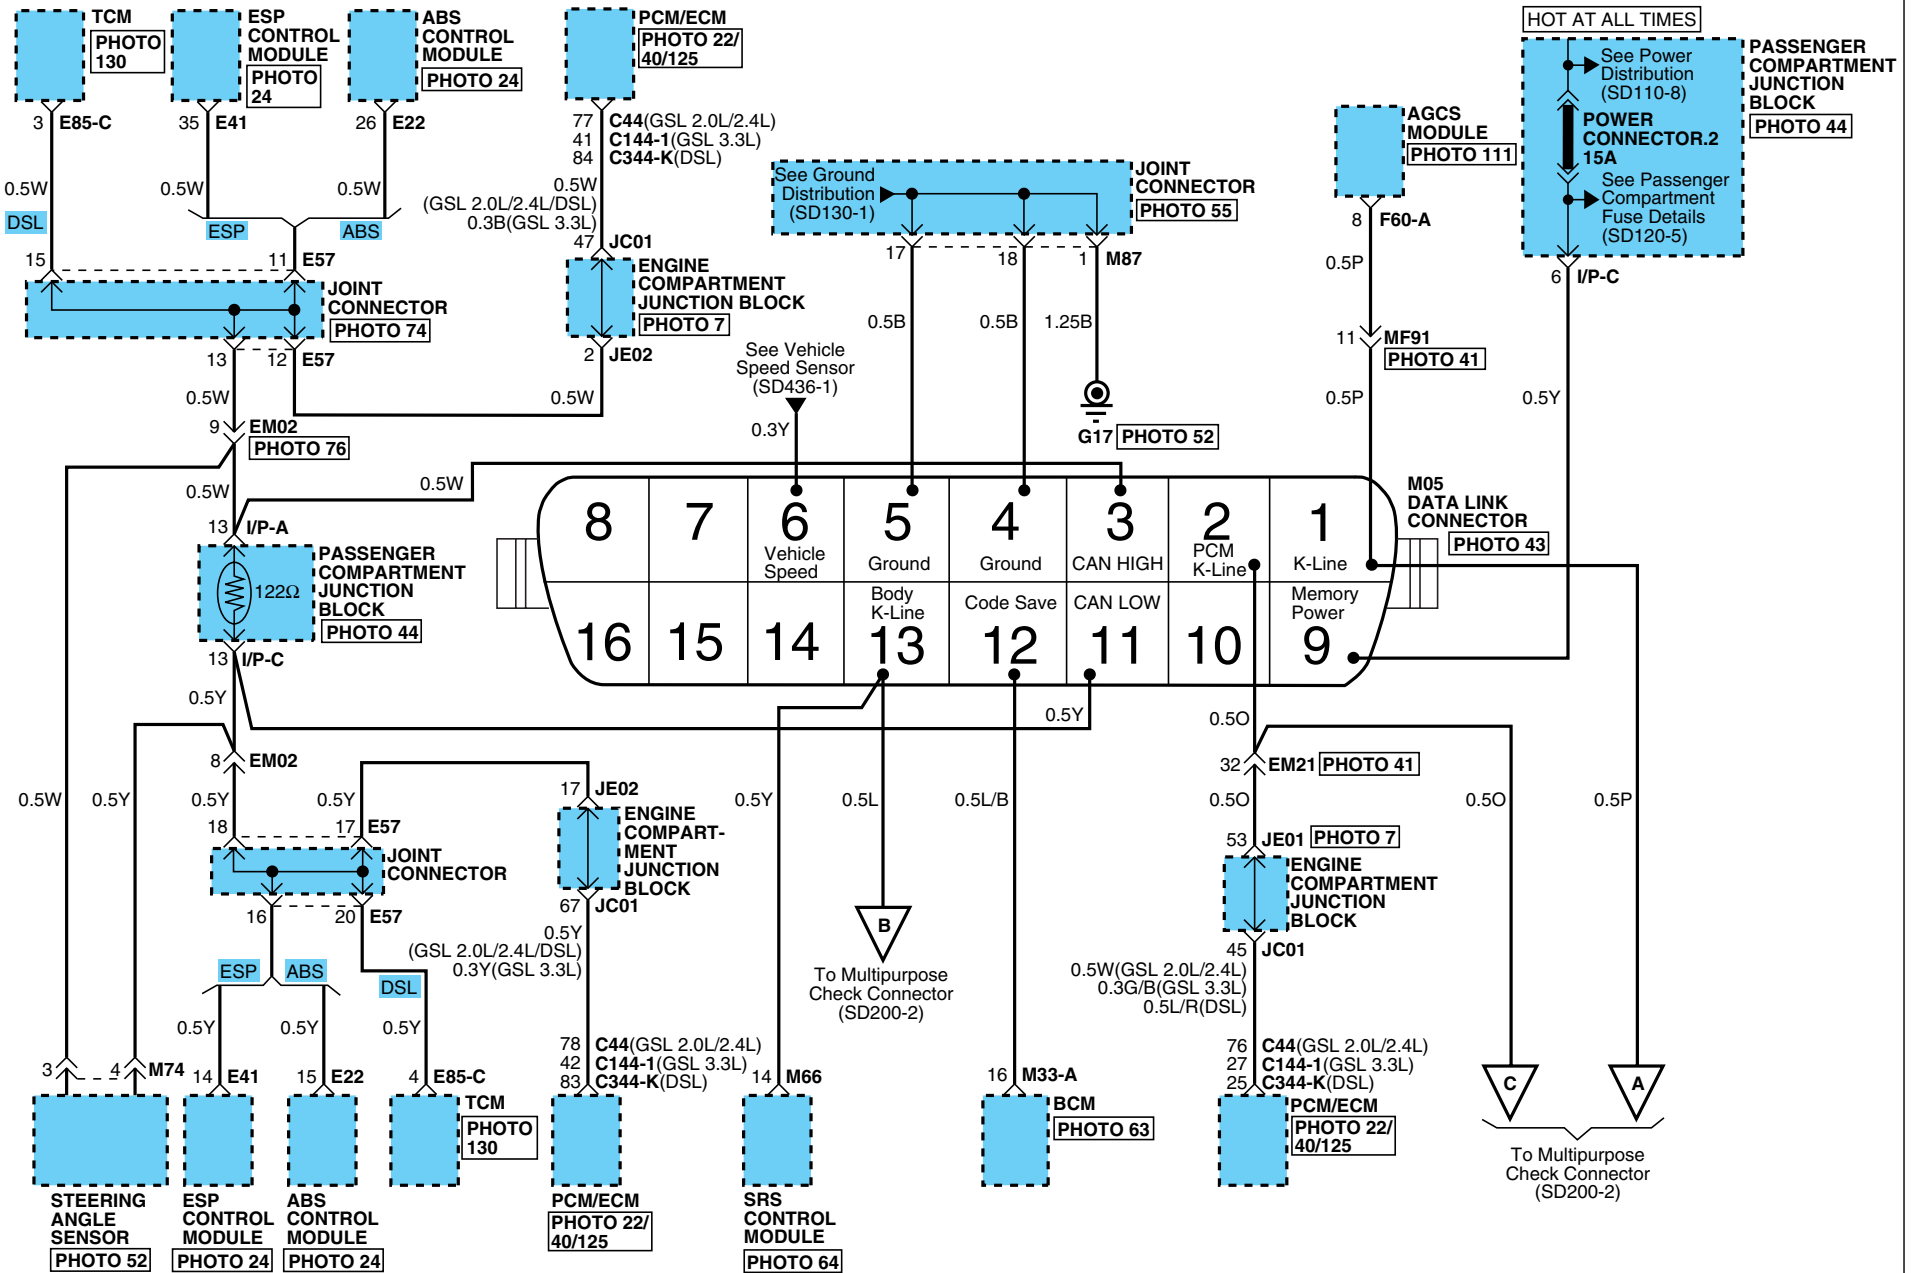 TCM
PHOTO
130
3 E85-C
0.5W
DSL
15
ESP
CONTROL
MODULE
PHOTO
24
35 E41
0.5W
ESP
ABS
CONTROL
MODULE
PHOTO 24
26 E22
0.5W
ABS
11 E57
JOINT
CONNECTOR
PHOTO 74
13 12 E57
0.5W
9 EM02
PHOTO 76
0.5W
0.5W
PCM/ECM
PHOTO 22/
40/125
77 C44(GSL 2.0L/2.4L)
41 C144-1(GSL 3.3L)
84 C344-K(DSL)
0.5W
(GSL 2.0L/2.4L/DSL)
0.3B(GSL 3.3L)
47 JC01
ENGINE
COMPARTMENT
JUNCTION BLOCK
PHOTO 7
2 JE02
0.5W
See Ground
Distribution
(SD130-1)
JOINT
CONNECTOR
PHOTO 55
17 18 1 M87
0.5B 0.5B 1.25B
G17 PHOTO 52
See Vehicle
Speed Sensor
(SD436-1)
0.3Y
AGCS
MODULE
PHOTO 111
8 F60-A
0.5P
11 MF91
PHOTO 41
0.5P
HOT AT ALL TIMES
See Power
Distribution
(SD110-8)
POWER
CONNECTOR.2
15A
See Passenger
Compartment
Fuse Details
(SD120-5)
PASSENGER
COMPARTMENT
JUNCTION
BLOCK
PHOTO 44
6 I/P-C
0.5Y
13 I/P-A
PASSENGER
COMPARTMENT
JUNCTION
BLOCK
PHOTO 44
122Ω
13 I/P-C
0.5Y
8 7 6 5 4 3 2 1
Vehicle
Speed
Ground
Ground
CAN HIGH
PCM
K-Line
K-Line
Body
K-Line
Code Save
CAN LOW
Memory
Power
16 15 14 13 12 11 10 9
M05
DATA LINK
CONNECTOR
PHOTO 43
0.5Y
8 EM02
0.5W 0.5Y 0.5Y 0.5Y
18 17 E57
JOINT
CONNECTOR
16 20 E57
ESP ABS
DSL
0.5Y 0.5Y 0.5Y
3 4 M74
14 E41
15 E22
4 E85-C
STEERING
ANGLE
SENSOR
PHOTO 52
ESP
CONTROL
MODULE
PHOTO 24
ABS
CONTROL
MODULE
PHOTO 24
TCM
PHOTO
130
17 JE02
ENGINE
COMPART-
MENT
JUNCTION
BLOCK
67 JC01
0.5Y
(GSL 2.0L/2.4L/DSL)
0.3Y(GSL 3.3L)
78 C44(GSL 2.0L/2.4L)
42 C144-1(GSL 3.3L)
83 C344-K(DSL)
PCM/ECM
PHOTO 22/
40/125
0.5Y
14 M66
SRS
CONTROL
MODULE
PHOTO 64
0.5L
B
To Multipurpose
Check Connector
(SD200-2)
0.5L/B
16 M33-A
BCM
PHOTO 63
0.5O
32 EM21 PHOTO 41
0.5O
53 JE01 PHOTO 7
ENGINE
COMPARTMENT
JUNCTION
BLOCK
45 JC01
0.5W(GSL 2.0L/2.4L)
0.3G/B(GSL 3.3L)
0.5L/R(DSL)
76 C44(GSL 2.0L/2.4L)
27 C144-1(GSL 3.3L)
25 C344-K(DSL)
PCM/ECM
PHOTO 22/
40/125
0.5O 0.5P
C A
To Multipurpose
Check Connector
(SD200-2)